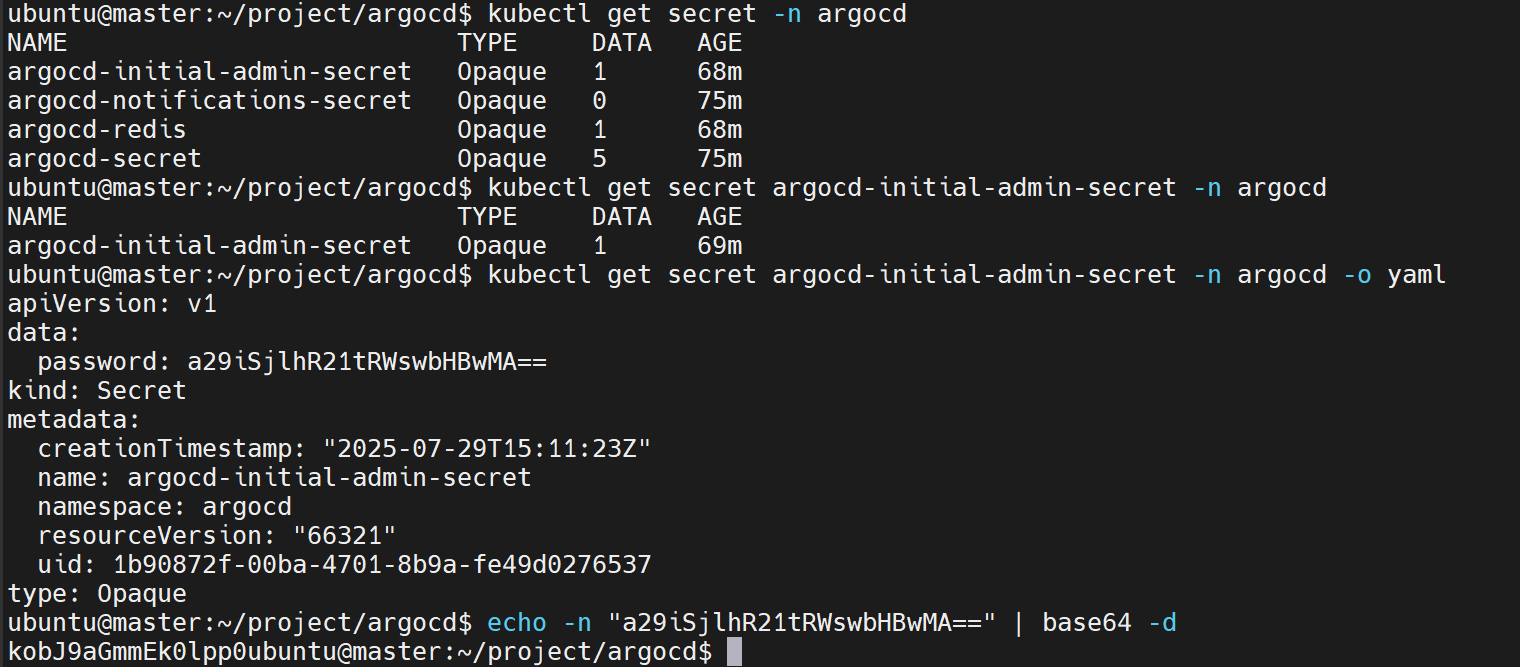 ubuntu@master:~/project/argocd$ kubectl get secret -n argocd
NAME                          TYPE     DATA   AGE
argocd-initial-admin-secret   Opaque   1      68m
argocd-notifications-secret   Opaque   0      75m
argocd-redis                  Opaque   1      68m
argocd-secret                 Opaque   5      75m
ubuntu@master:~/project/argocd$ kubectl get secret argocd-initial-admin-secret -n argocd
NAME                          TYPE     DATA   AGE
argocd-initial-admin-secret   Opaque   1      69m
ubuntu@master:~/project/argocd$ kubectl get secret argocd-initial-admin-secret -n argocd -o yaml
apiVersion: v1
data:
  password: a29iSjlhR21tRWswbHBwMA==
kind: Secret
metadata:
  creationTimestamp: "2025-07-29T15:11:23Z"
  name: argocd-initial-admin-secret
  namespace: argocd
  resourceVersion: "66321"
  uid: 1b90872f-00ba-4701-8b9a-fe49d0276537
type: Opaque
ubuntu@master:~/project/argocd$ echo -n "a29iSjlhR21tRWswbHBwMA==" | base64 -d
kobJ9aGmmEk0lpp0ubuntu@master:~/project/argocd$